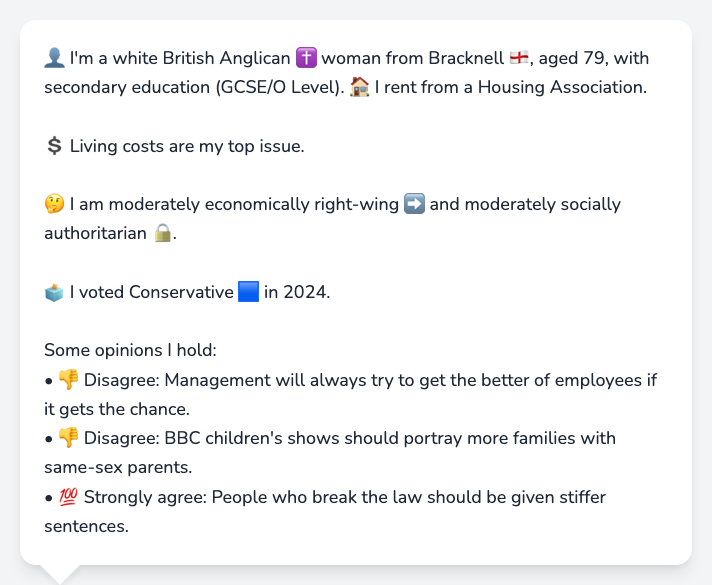 👤 I'm a white British Anglican ✝️ woman from Bracknell 🏴󠁧󠁢󠁥󠁮󠁧󠁿, aged 79, with
secondary education (GCSE/O Level). 🏠 I rent from a Housing Association.
💲 Living costs are my top issue.
🤔 I am moderately economically right-wing ➡️ and moderately socially
authoritarian 🔒.
🗳️ I voted Conservative 🟦 in 2024.
Some opinions I hold:
• 👎 Disagree: Management will always try to get the better of employees if
it gets the chance.
• 👎 Disagree: BBC children's shows should portray more families with
same-sex parents.
• 💯 Strongly agree: People who break the law should be given stiffer
sentences.